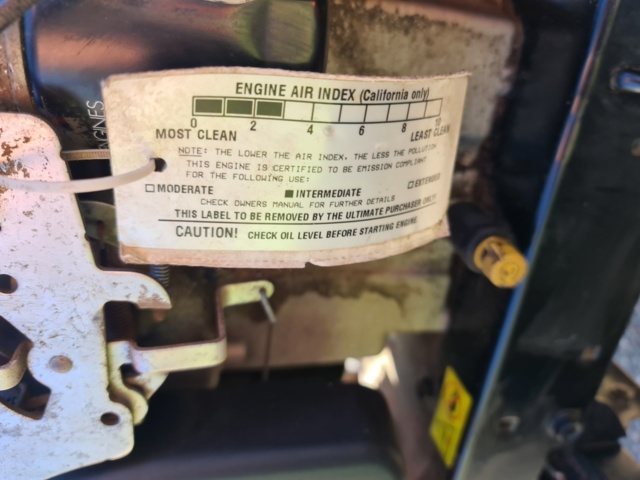 ENGINES
ENGINE AIR INDEX (California only)
0 2 4 6 8 10
MOST CLEAN LEAST CLEAN
NOTE: THE LOWER THE AIR INDEX, THE LESS THE POLLUTION
THIS ENGINE IS CERTIFIED TO BE EMISSION COMPLIANT
FOR THE FOLLOWING USE:
MODERATE INTERMEDIATE EXTENDED
CHECK OWNERS MANUAL FOR FURTHER DETAILS
THIS LABEL TO BE REMOVED BY THE ULTIMATE PURCHASER ONLY
CAUTION! CHECK OIL LEVEL BEFORE STARTING ENGINE